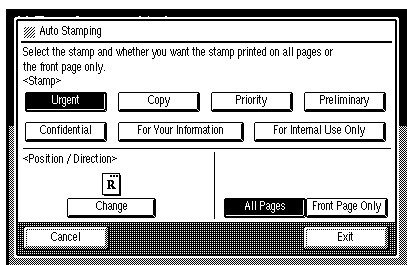 Auto Stamping
Select the stamp and whether you want the stamp printed on all pages or
the front page only.
<Stamp>
Urgent Copy Priority Preliminary
Confidential For Your Information For Internal Use Only
<Position / Direction>
R
Change All Pages Front Page Only
Cancel Exit